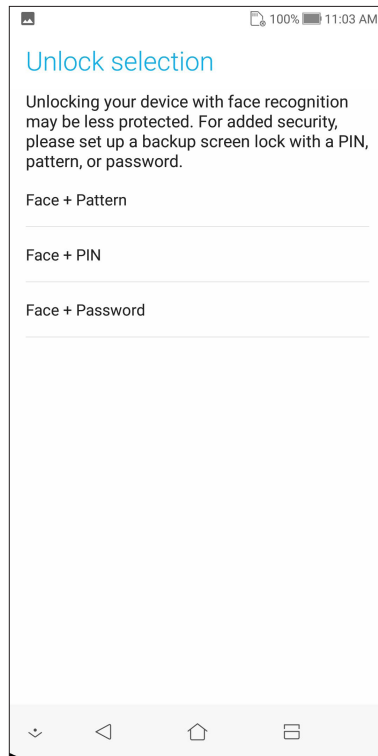 100% 11:03 AM
Unlock selection
Unlocking your device with face recognition
may be less protected. For added security,
please set up a backup screen lock with a PIN,
pattern, or password.
Face + Pattern
Face + PIN
Face + Password